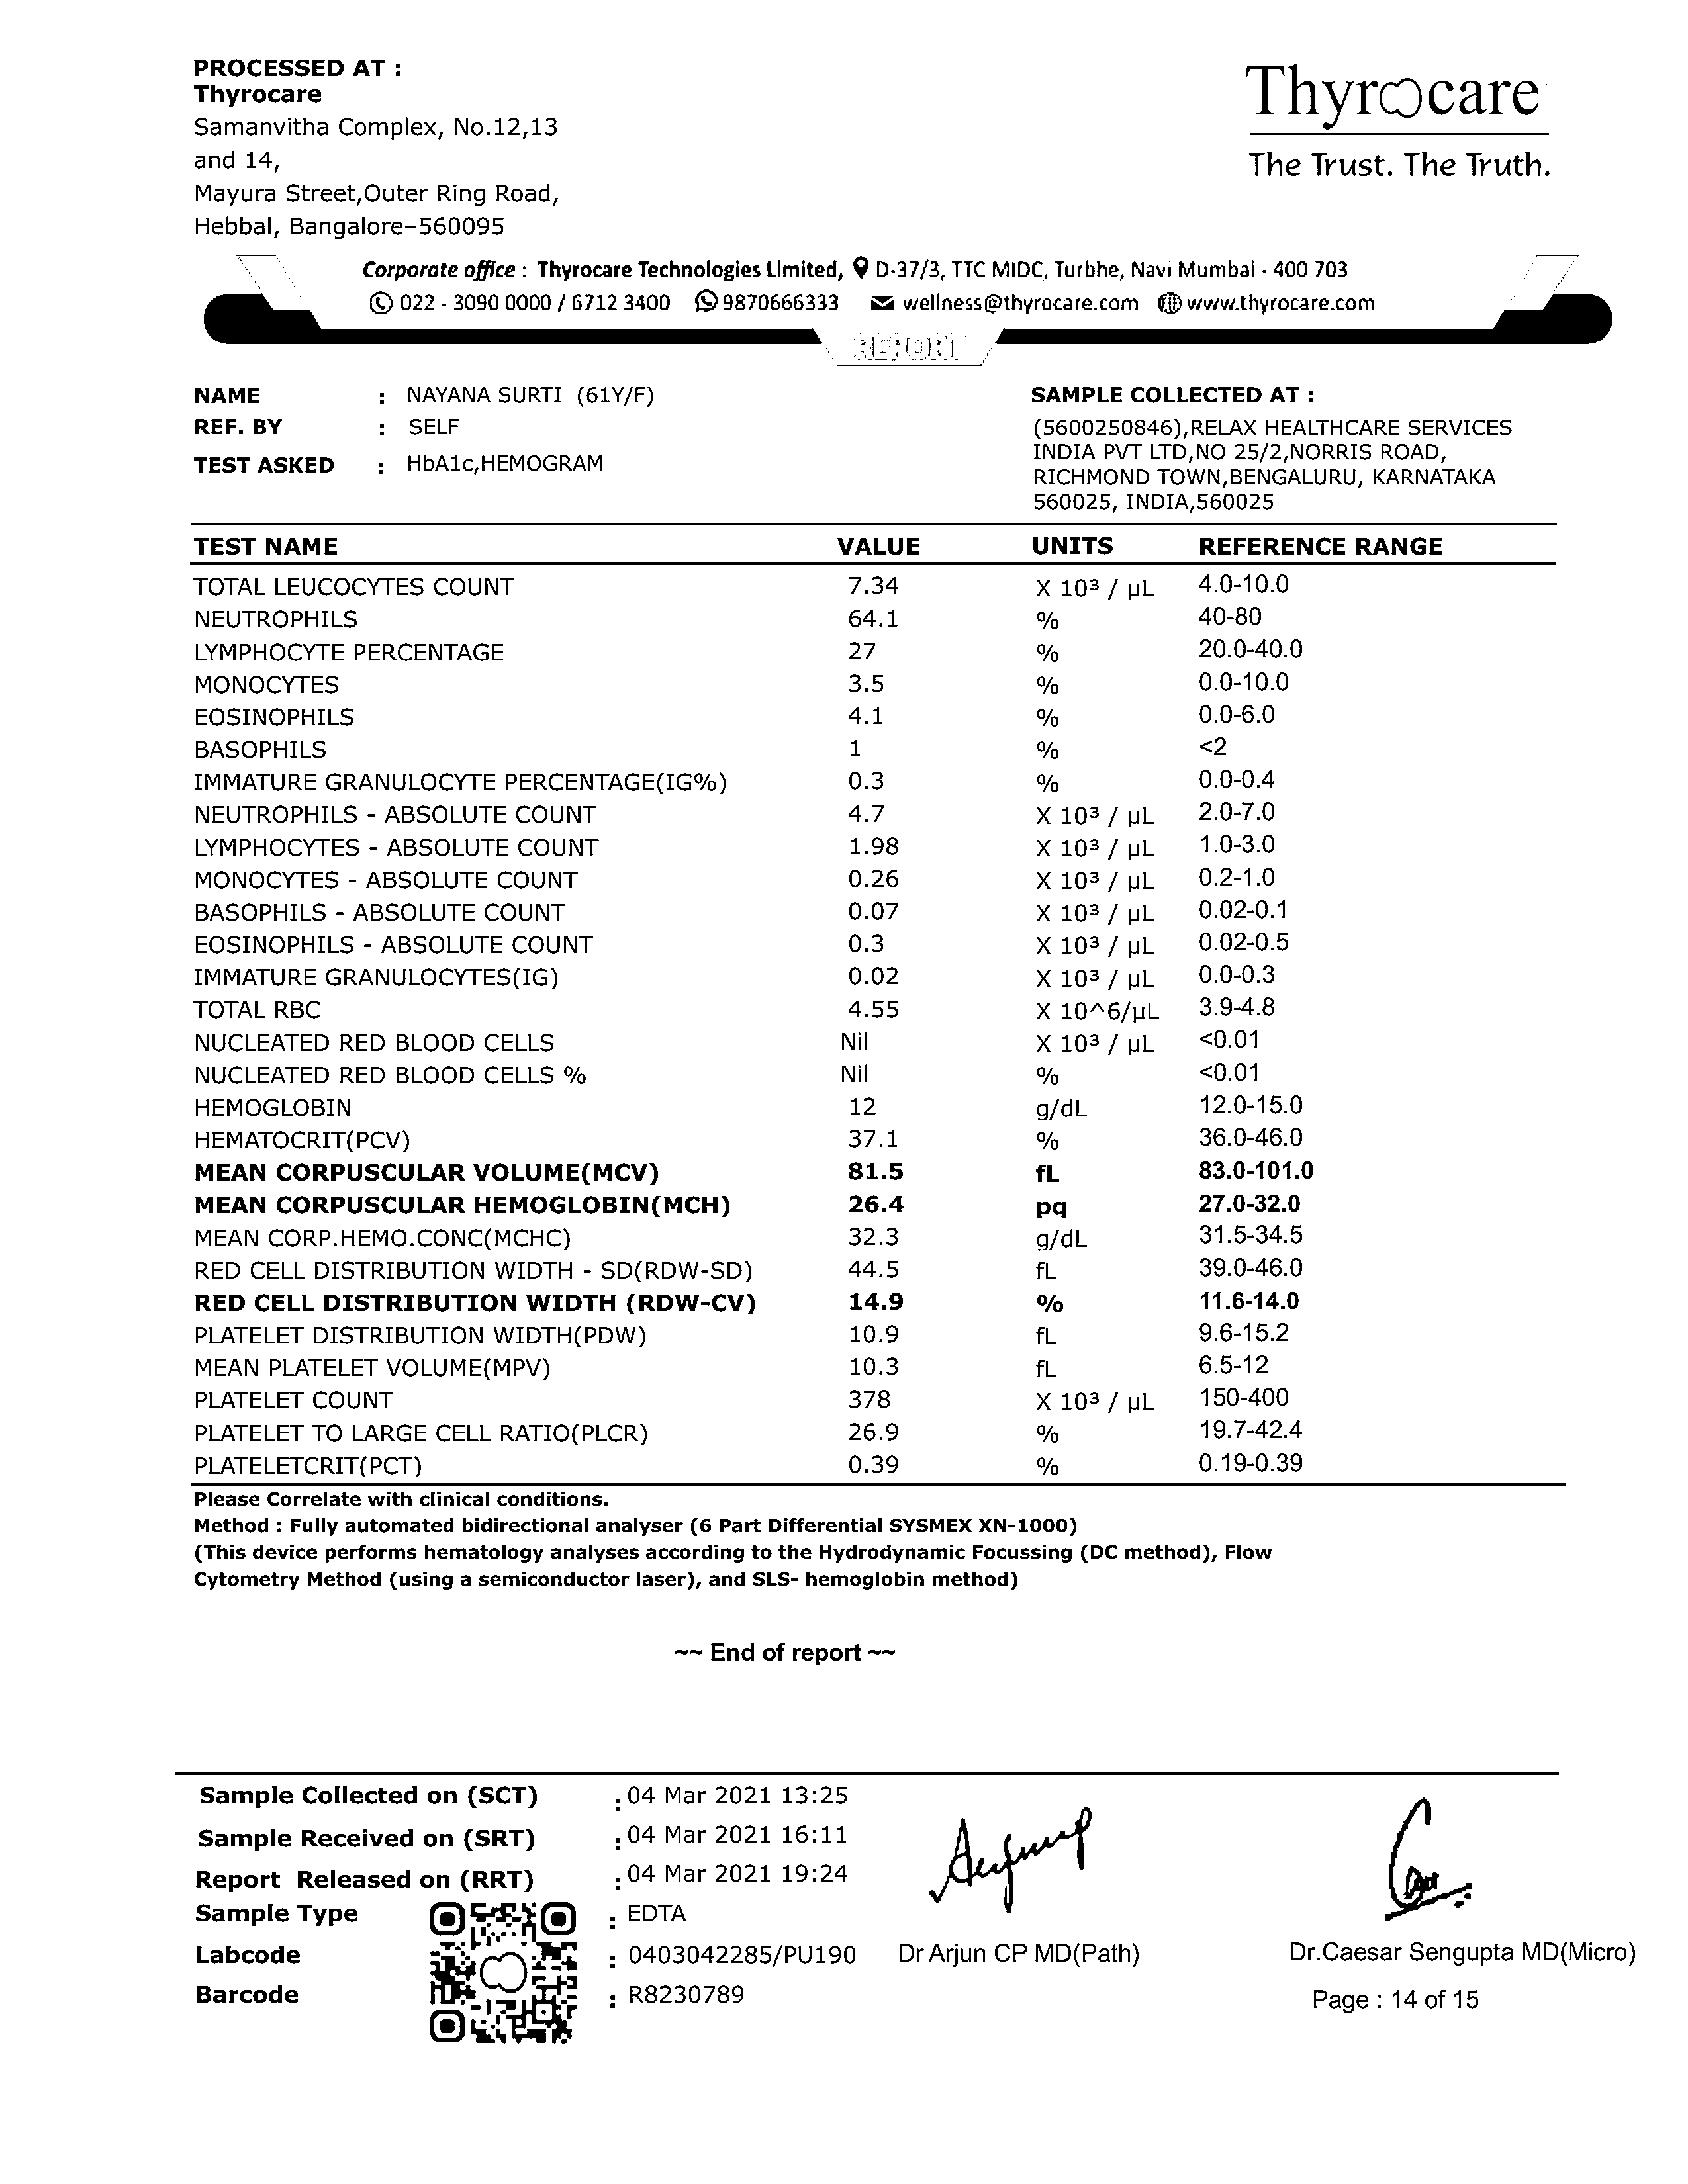 PROCESSED AT :
Thyrocare
Samanvitha Complex, No.12,13
and 14,
Mayura Street,Outer Ring Road,
Hebbal, Bangalore–560095
Thyrocare
The Trust. The Truth.
Corporate office : Thyrocare Technologies Limited, D-37/3, TTC MIDC, Turbhe, Navi Mumbai - 400 703
022 - 3090 0000 / 6712 3400 9870666333 wellness@thyrocare.com www.thyrocare.com
REPORT
NAME : NAYANA SURTI (61Y/F)
REF. BY : SELF
TEST ASKED : HbA1c,HEMOGRAM
SAMPLE COLLECTED AT :
(5600250846),RELAX HEALTHCARE SERVICES
INDIA PVT LTD,NO 25/2,NORRIS ROAD,
RICHMOND TOWN,BENGALURU, KARNATAKA
560025, INDIA,560025
TEST NAME VALUE UNITS REFERENCE RANGE
TOTAL LEUCOCYTES COUNT 7.34 X 10³ / µL 4.0-10.0
NEUTROPHILS 64.1 % 40-80
LYMPHOCYTE PERCENTAGE 27 % 20.0-40.0
MONOCYTES 3.5 % 0.0-10.0
EOSINOPHILS 4.1 % 0.0-6.0
BASOPHILS 1 % <2
IMMATURE GRANULOCYTE PERCENTAGE(IG%) 0.3 % 0.0-0.4
NEUTROPHILS - ABSOLUTE COUNT 4.7 X 10³ / µL 2.0-7.0
LYMPHOCYTES - ABSOLUTE COUNT 1.98 X 10³ / µL 1.0-3.0
MONOCYTES - ABSOLUTE COUNT 0.26 X 10³ / µL 0.2-1.0
BASOPHILS - ABSOLUTE COUNT 0.07 X 10³ / µL 0.02-0.1
EOSINOPHILS - ABSOLUTE COUNT 0.3 X 10³ / µL 0.02-0.5
IMMATURE GRANULOCYTES(IG) 0.02 X 10³ / µL 0.0-0.3
TOTAL RBC 4.55 X 10^6/µL 3.9-4.8
NUCLEATED RED BLOOD CELLS Nil X 10³ / µL <0.01
NUCLEATED RED BLOOD CELLS % Nil % <0.01
HEMOGLOBIN 12 g/dL 12.0-15.0
HEMATOCRIT(PCV) 37.1 % 36.0-46.0
MEAN CORPUSCULAR VOLUME(MCV) 81.5 fL 83.0-101.0
MEAN CORPUSCULAR HEMOGLOBIN(MCH) 26.4 pq 27.0-32.0
MEAN CORP.HEMO.CONC(MCHC) 32.3 g/dL 31.5-34.5
RED CELL DISTRIBUTION WIDTH - SD(RDW-SD) 44.5 fL 39.0-46.0
RED CELL DISTRIBUTION WIDTH (RDW-CV) 14.9 % 11.6-14.0
PLATELET DISTRIBUTION WIDTH(PDW) 10.9 fL 9.6-15.2
MEAN PLATELET VOLUME(MPV) 10.3 fL 6.5-12
PLATELET COUNT 378 X 10³ / µL 150-400
PLATELET TO LARGE CELL RATIO(PLCR) 26.9 % 19.7-42.4
PLATELETCRIT(PCT) 0.39 % 0.19-0.39
Please Correlate with clinical conditions.
Method : Fully automated bidirectional analyser (6 Part Differential SYSMEX XN-1000)
(This device performs hematology analyses according to the Hydrodynamic Focussing (DC method), Flow
Cytometry Method (using a semiconductor laser), and SLS- hemoglobin method)
~~ End of report ~~
Sample Collected on (SCT) : 04 Mar 2021 13:25
Sample Received on (SRT) : 04 Mar 2021 16:11
Report Released on (RRT) : 04 Mar 2021 19:24
Sample Type : EDTA
Labcode : 0403042285/PU190
Barcode : R8230789
Dr Arjun CP MD(Path)
Dr.Caesar Sengupta MD(Micro)
Page : 14 of 15